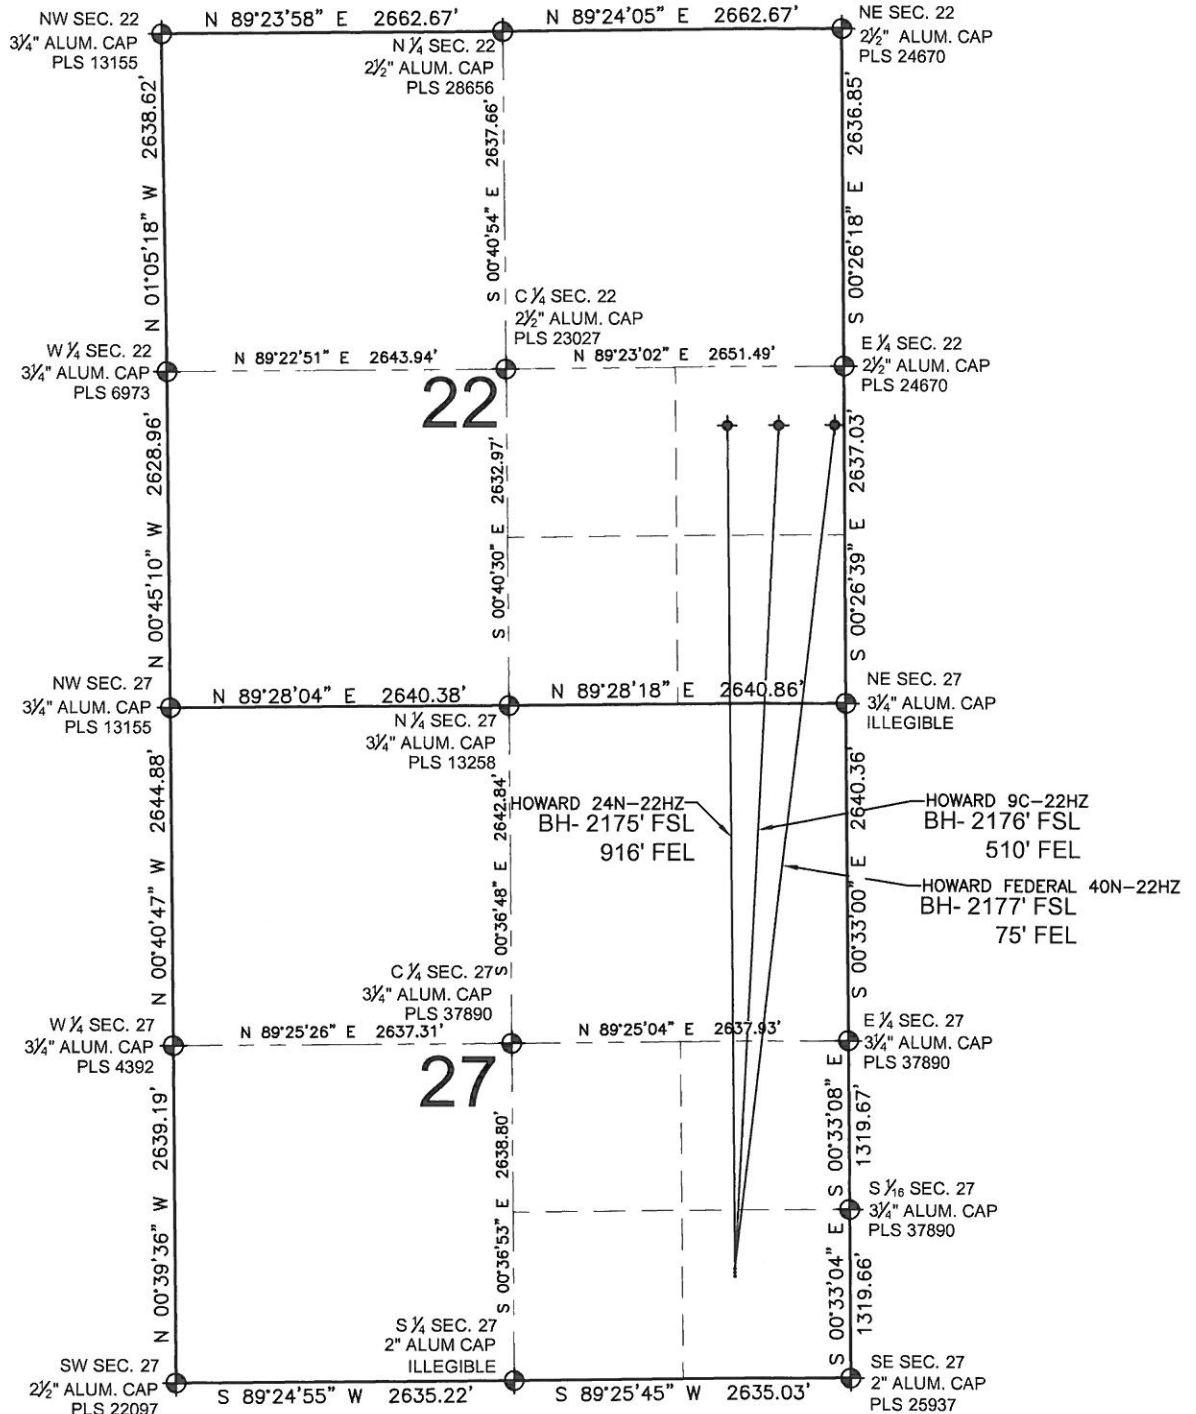 NW SEC. 22
3¼" ALUM. CAP
PLS 13155
N 89°23'58" E 2662.67'
N ¼ SEC. 22
2½" ALUM. CAP
PLS 28656
N 89°24'05" E 2662.67'
NE SEC. 22
2½" ALUM. CAP
PLS 24670
N 01°05'18" W 2638.62'
S 00°40'54" E 2637.66'
S 00°26'18" E 2636.85'
C ¼ SEC. 22
2½" ALUM. CAP
PLS 23027
W ¼ SEC. 22
3¼" ALUM. CAP
PLS 6973
N 89°22'51" E 2643.94'
N 89°23'02" E 2651.49'
E ¼ SEC. 22
2½" ALUM. CAP
PLS 24670
22
N 00°45'10" W 2628.96'
S 00°40'30" E 2632.97'
S 00°26'39" E 2637.03'
NW SEC. 27
3¼" ALUM. CAP
PLS 13155
N 89°28'04" E 2640.38'
N ¼ SEC. 27
3¼" ALUM. CAP
PLS 13258
N 89°28'18" E 2640.86'
NE SEC. 27
3¼" ALUM. CAP
ILLEGIBLE
N 00°40'47" W 2644.88'
S 00°36'48" E 2642.84'
S 00°33'00" E 2640.36'
HOWARD 24N-22HZ
BH- 2175' FSL
916' FEL
HOWARD 9C-22HZ
BH- 2176' FSL
510' FEL
HOWARD FEDERAL 40N-22HZ
BH- 2177' FSL
75' FEL
C ¼ SEC. 27
3¼" ALUM. CAP
PLS 37890
W ¼ SEC. 27
3¼" ALUM. CAP
PLS 4392
N 89°25'26" E 2637.31'
N 89°25'04" E 2637.93'
E ¼ SEC. 27
3¼" ALUM. CAP
PLS 37890
27
N 00°39'36" W 2639.19'
S 00°36'53" E 2638.80'
S 00°33'08" E
1319.67'
S 1/16 SEC. 27
3¼" ALUM. CAP
PLS 37890
S 00°33'04" E
1319.66'
S ¼ SEC. 27
2" ALUM CAP
ILLEGIBLE
SW SEC. 27
2½" ALUM. CAP
PLS 22097
S 89°24'55" W 2635.22'
S 89°25'45" W 2635.03'
SE SEC. 27
2" ALUM. CAP
PLS 25937